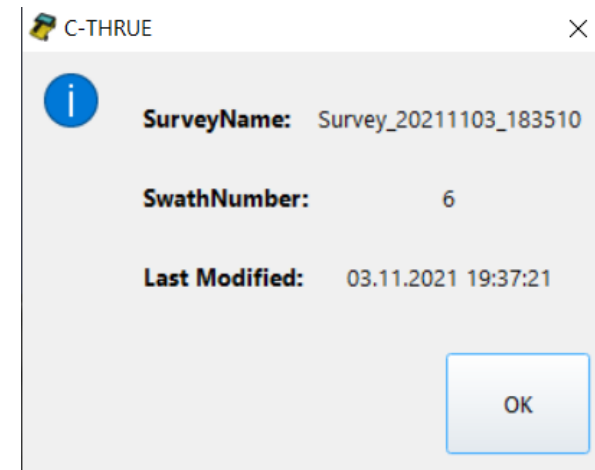 C-THRUE
SurveyName: Survey_20211103_183510
SwathNumber: 6
Last Modified: 03.11.2021 19:37:21
OK